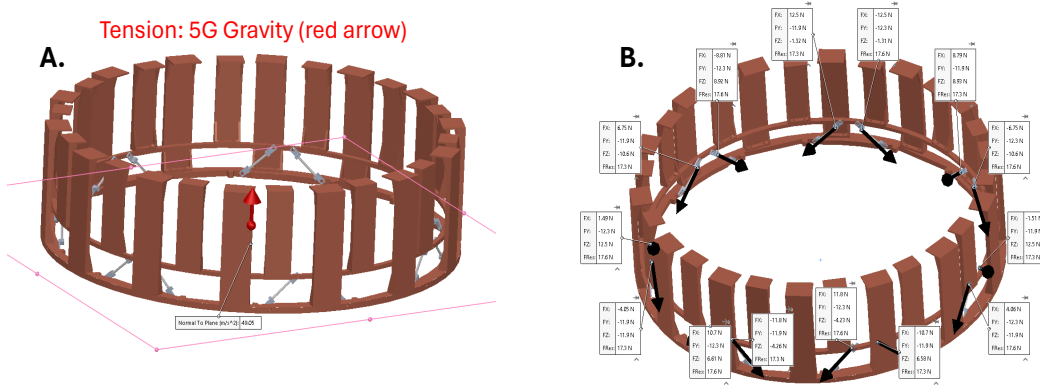 Tension: 5G Gravity (red arrow)
A.
B.
Normal To Plane (m/s^2): 49.05
FX: 12.5 N
FY: -11.9 N
FZ: -1.32 N
FRes: 17.3 N
FX: -12.5 N
FY: -12.3 N
FZ: -1.31 N
FRes: 17.6 N
FX: -8.81 N
FY: -12.3 N
FZ: 8.92 N
FRes: 17.6 N
FX: 8.79 N
FY: -11.9 N
FZ: 8.93 N
FRes: 17.3 N
FX: 6.75 N
FY: -11.9 N
FZ: -10.6 N
FRes: 17.3 N
FX: -6.75 N
FY: -12.3 N
FZ: -10.6 N
FRes: 17.6 N
FX: 1.49 N
FY: -12.3 N
FZ: 12.5 N
FRes: 17.6 N
FX: -1.51 N
FY: -11.9 N
FZ: 12.5 N
FRes: 17.3 N
FX: -4.05 N
FY: -11.9 N
FZ: -11.9 N
FRes: 17.3 N
FX: 10.7 N
FY: -12.3 N
FZ: 6.61 N
FRes: 17.6 N
FX: -11.8 N
FY: -11.9 N
FZ: -4.26 N
FRes: 17.3 N
FX: 11.8 N
FY: -12.3 N
FZ: -4.23 N
FRes: 17.6 N
FX: -10.7 N
FY: -11.9 N
FZ: 6.58 N
FRes: 17.3 N
FX: 4.06 N
FY: -12.3 N
FZ: -11.9 N
FRes: 17.6 N